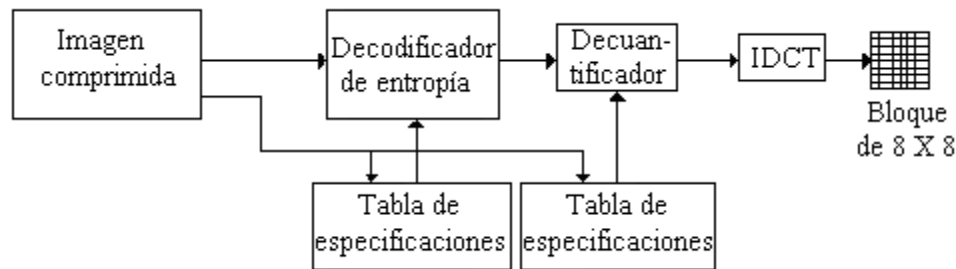 Imagen
comprimida
Decodificador
de entropía
Decuan-
tificador
IDCT
Bloque
de 8 X 8
Tabla de
especificaciones
Tabla de
especificaciones